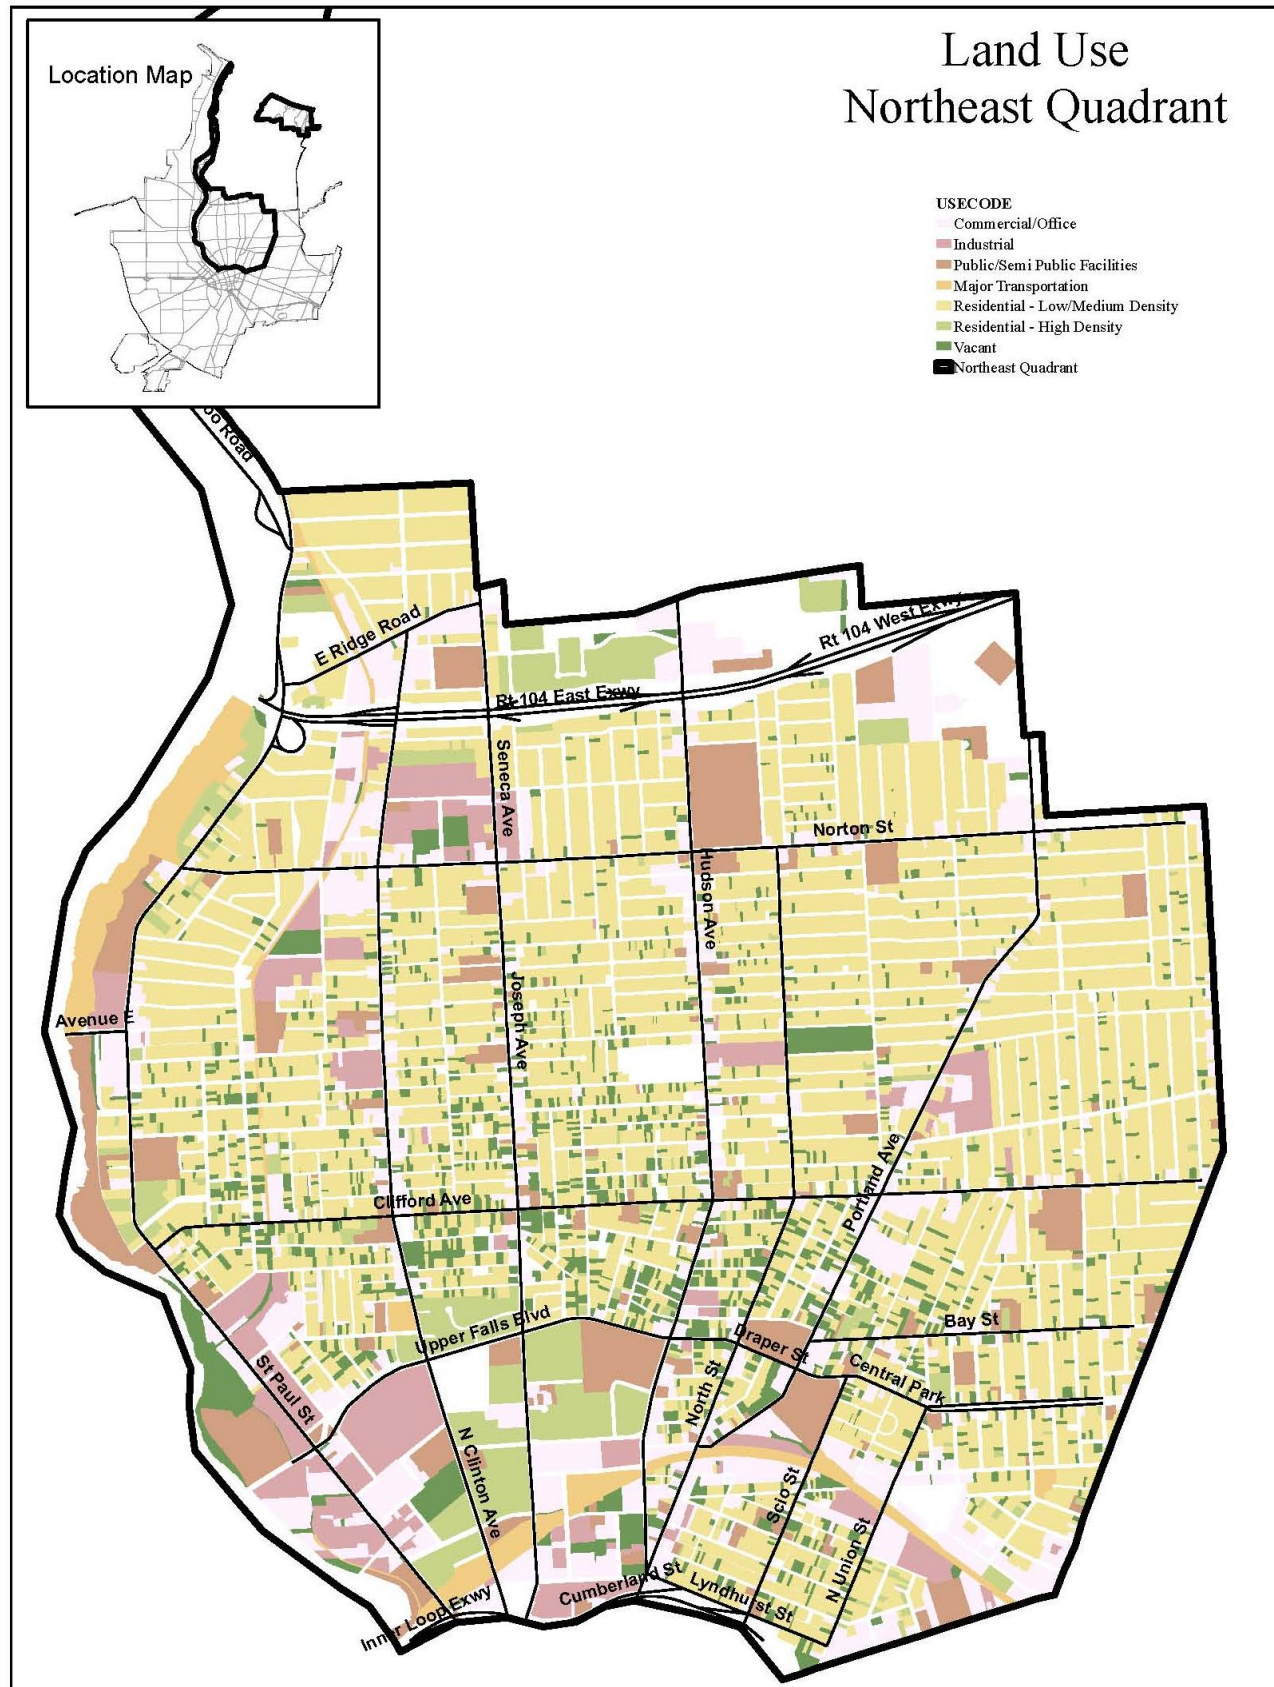 Location Map
Land Use
Northeast Quadrant
USECODE
Commercial/Office
Industrial
Public/Semi Public Facilities
Major Transportation
Residential - Low/Medium Density
Residential - High Density
Vacant
Northeast Quadrant
Road
E Ridge Road
Rt 104 West Exwy
Rt 104 East Exwy
Seneca Ave
Norton St
Hudson Ave
Joseph Ave
Avenue E
Portland Ave
Clifford Ave
Upper Falls Blvd
Bay St
Draper St
Central Park
St Paul St
North St
N Clinton Ave
Scio St
N Union St
Cumberland St
Lyndhurst St
Inner Loop Exwy